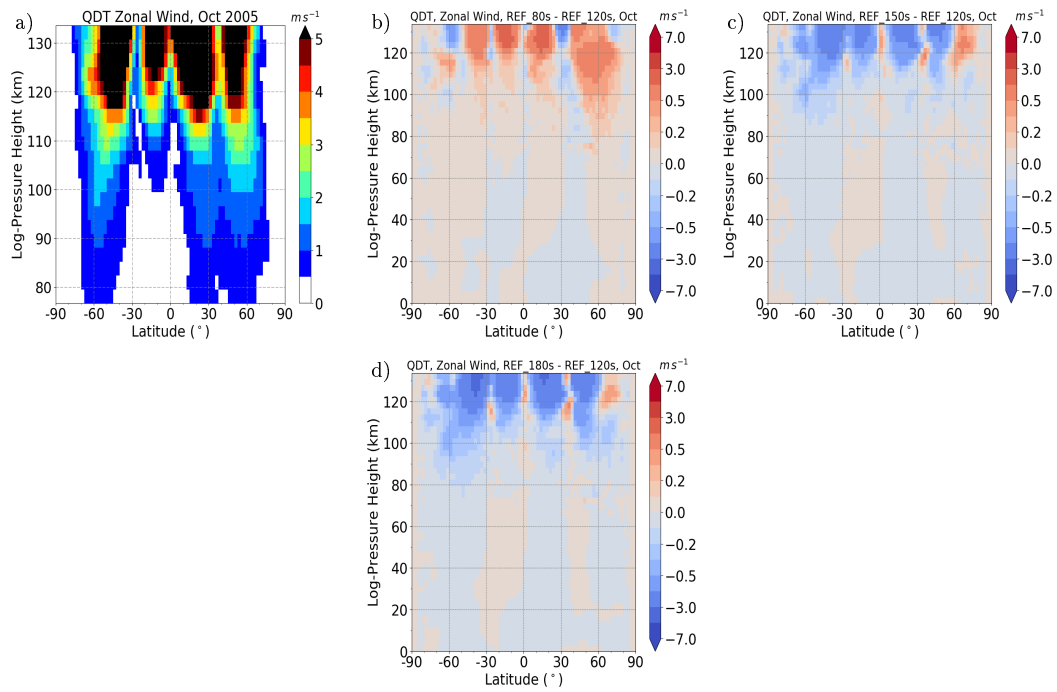 a)
QDT Zonal Wind, Oct 2005
m s⁻¹
Log-Pressure Height (km)
130
120
110
100
90
80
-90 -60 -30 0 30 60 90
Latitude (°)
5
4
3
2
1
0
b)
QDT, Zonal Wind, REF_80s - REF_120s, Oct
m s⁻¹
Log-Pressure Height (km)
120
100
80
60
40
20
0
-90 -60 -30 0 30 60 90
Latitude (°)
7.0
3.0
0.5
0.2
0.0
−0.2
−0.5
−3.0
−7.0
c)
QDT, Zonal Wind, REF_150s - REF_120s, Oct
m s⁻¹
Log-Pressure Height (km)
120
100
80
60
40
20
0
-90 -60 -30 0 30 60 90
Latitude (°)
7.0
3.0
0.5
0.2
0.0
−0.2
−0.5
−3.0
−7.0
d)
QDT, Zonal Wind, REF_180s - REF_120s, Oct
m s⁻¹
Log-Pressure Height (km)
120
100
80
60
40
20
0
-90 -60 -30 0 30 60 90
Latitude (°)
7.0
3.0
0.5
0.2
0.0
−0.2
−0.5
−3.0
−7.0